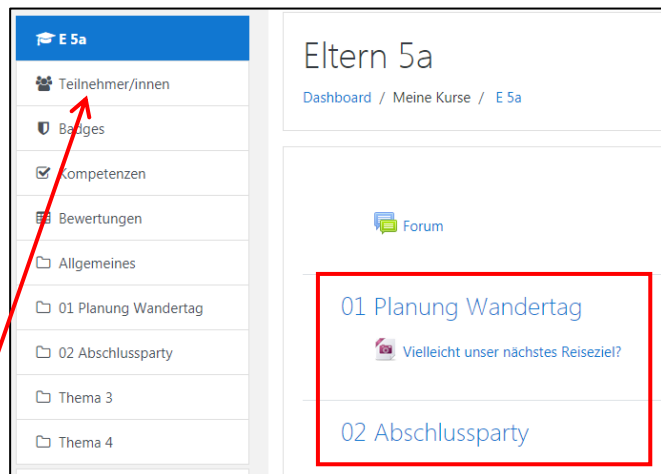 E 5a
Teilnehmer/innen
Badges
Kompetenzen
Bewertungen
Allgemeines
01 Planung Wandertag
02 Abschlussparty
Thema 3
Thema 4
Eltern 5a
Dashboard / Meine Kurse / E 5a
Forum
01 Planung Wandertag
Vielleicht unser nächstes Reiseziel?
02 Abschlussparty